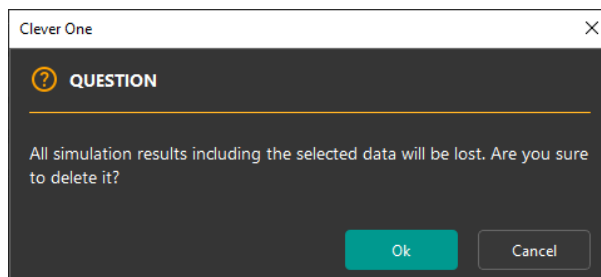 Clever One
QUESTION
All simulation results including the selected data will be lost. Are you sure
to delete it?
Ok
Cancel